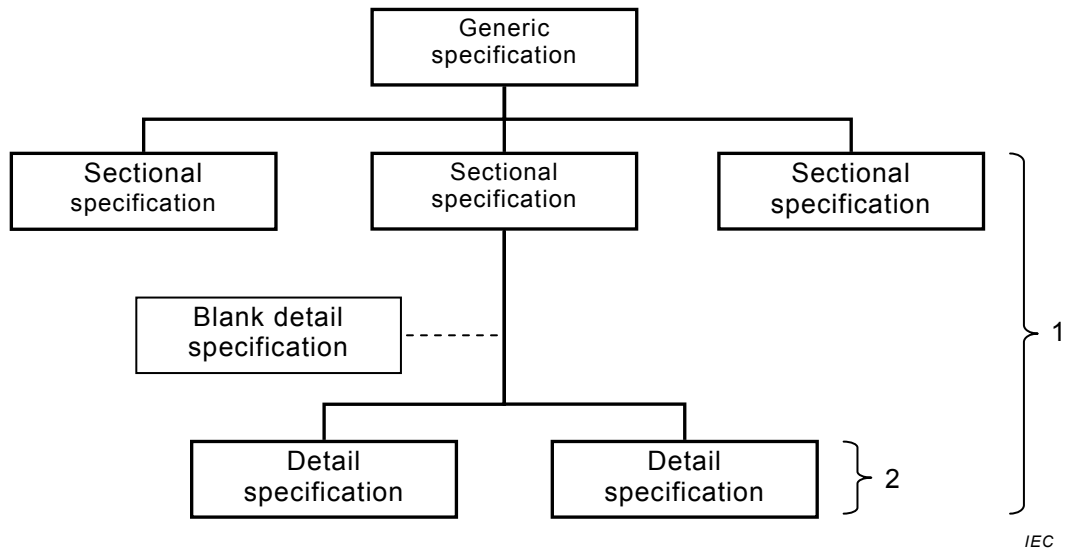 Generic
specification
Sectional
specification
Sectional
specification
Sectional
specification
Blank detail
specification
1
Detail
specification
Detail
specification
2
IEC